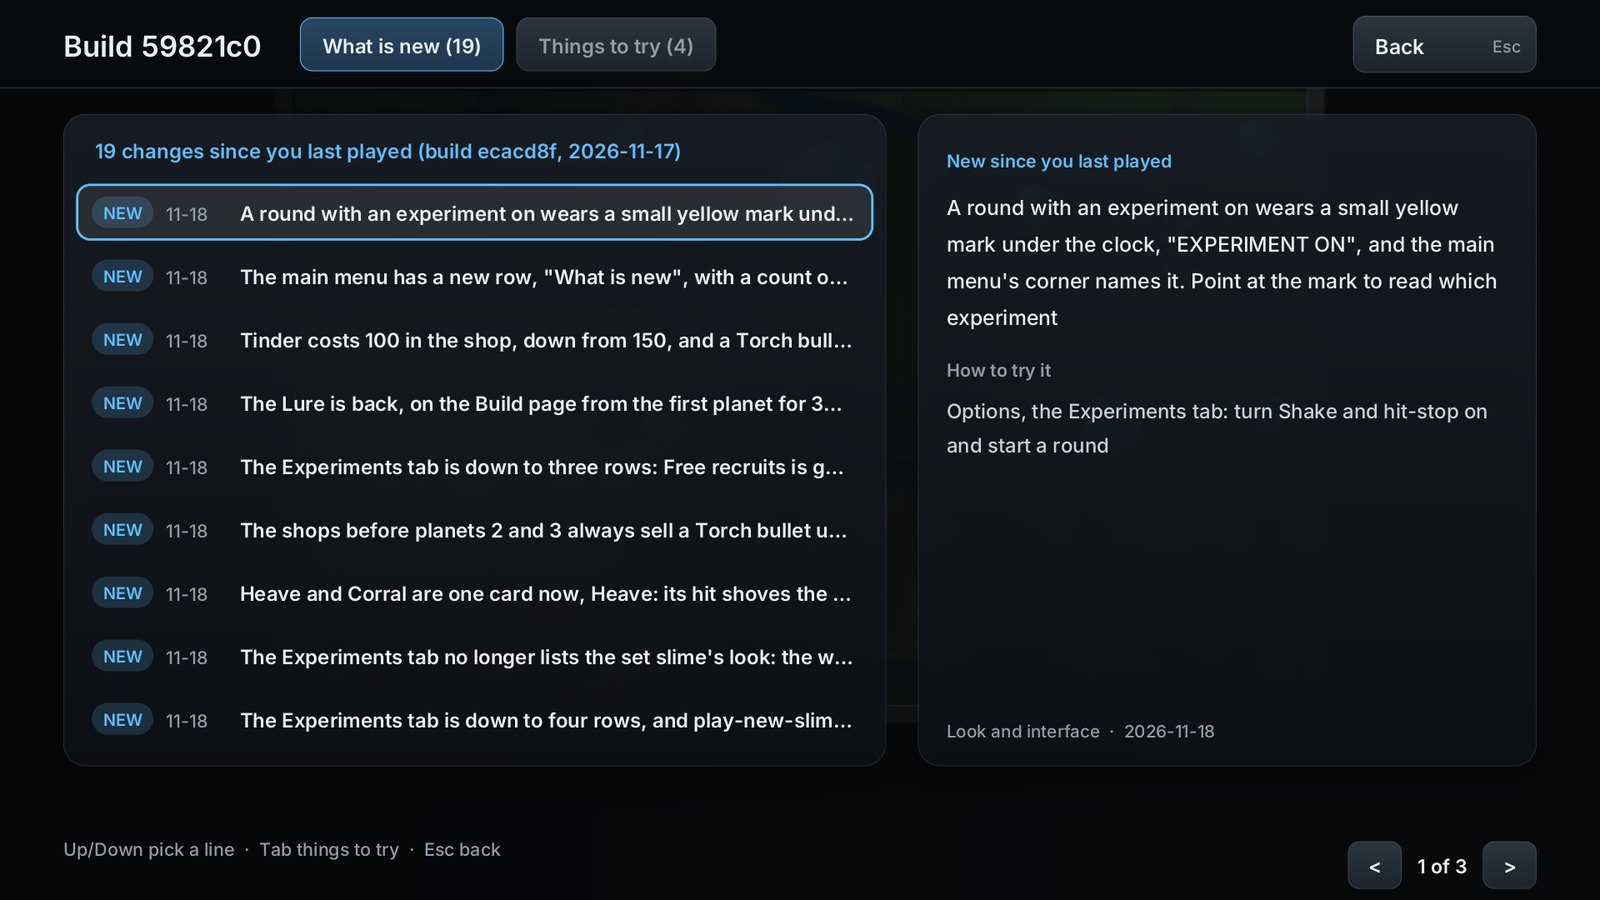 Build 59821c0
What is new (19)
Things to try (4)
Back
Esc
19 changes since you last played (build ecacd8f, 2026-11-17)
NEW 11-18 A round with an experiment on wears a small yellow mark und...
NEW 11-18 The main menu has a new row, "What is new", with a count o...
NEW 11-18 Tinder costs 100 in the shop, down from 150, and a Torch bull...
NEW 11-18 The Lure is back, on the Build page from the first planet for 3...
NEW 11-18 The Experiments tab is down to three rows: Free recruits is g...
NEW 11-18 The shops before planets 2 and 3 always sell a Torch bullet u...
NEW 11-18 Heave and Corral are one card now, Heave: its hit shoves the ...
NEW 11-18 The Experiments tab no longer lists the set slime's look: the w...
NEW 11-18 The Experiments tab is down to four rows, and play-new-slim...
New since you last played
A round with an experiment on wears a small yellow
mark under the clock, "EXPERIMENT ON", and the main
menu's corner names it. Point at the mark to read which
experiment
How to try it
Options, the Experiments tab: turn Shake and hit-stop on
and start a round
Look and interface · 2026-11-18
Up/Down pick a line · Tab things to try · Esc back
< 1 of 3 >